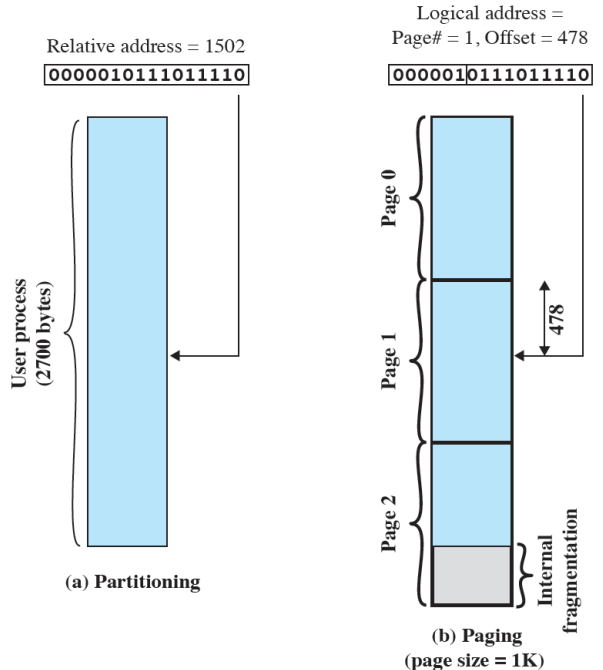 Relative address = 1502
0000010111011110
User process
(2700 bytes)
(a) Partitioning
Logical address =
Page# = 1, Offset = 478
0000010111011110
Page 0
Page 1
478
Page 2
Internal
fragmentation
(b) Paging
(page size = 1K)